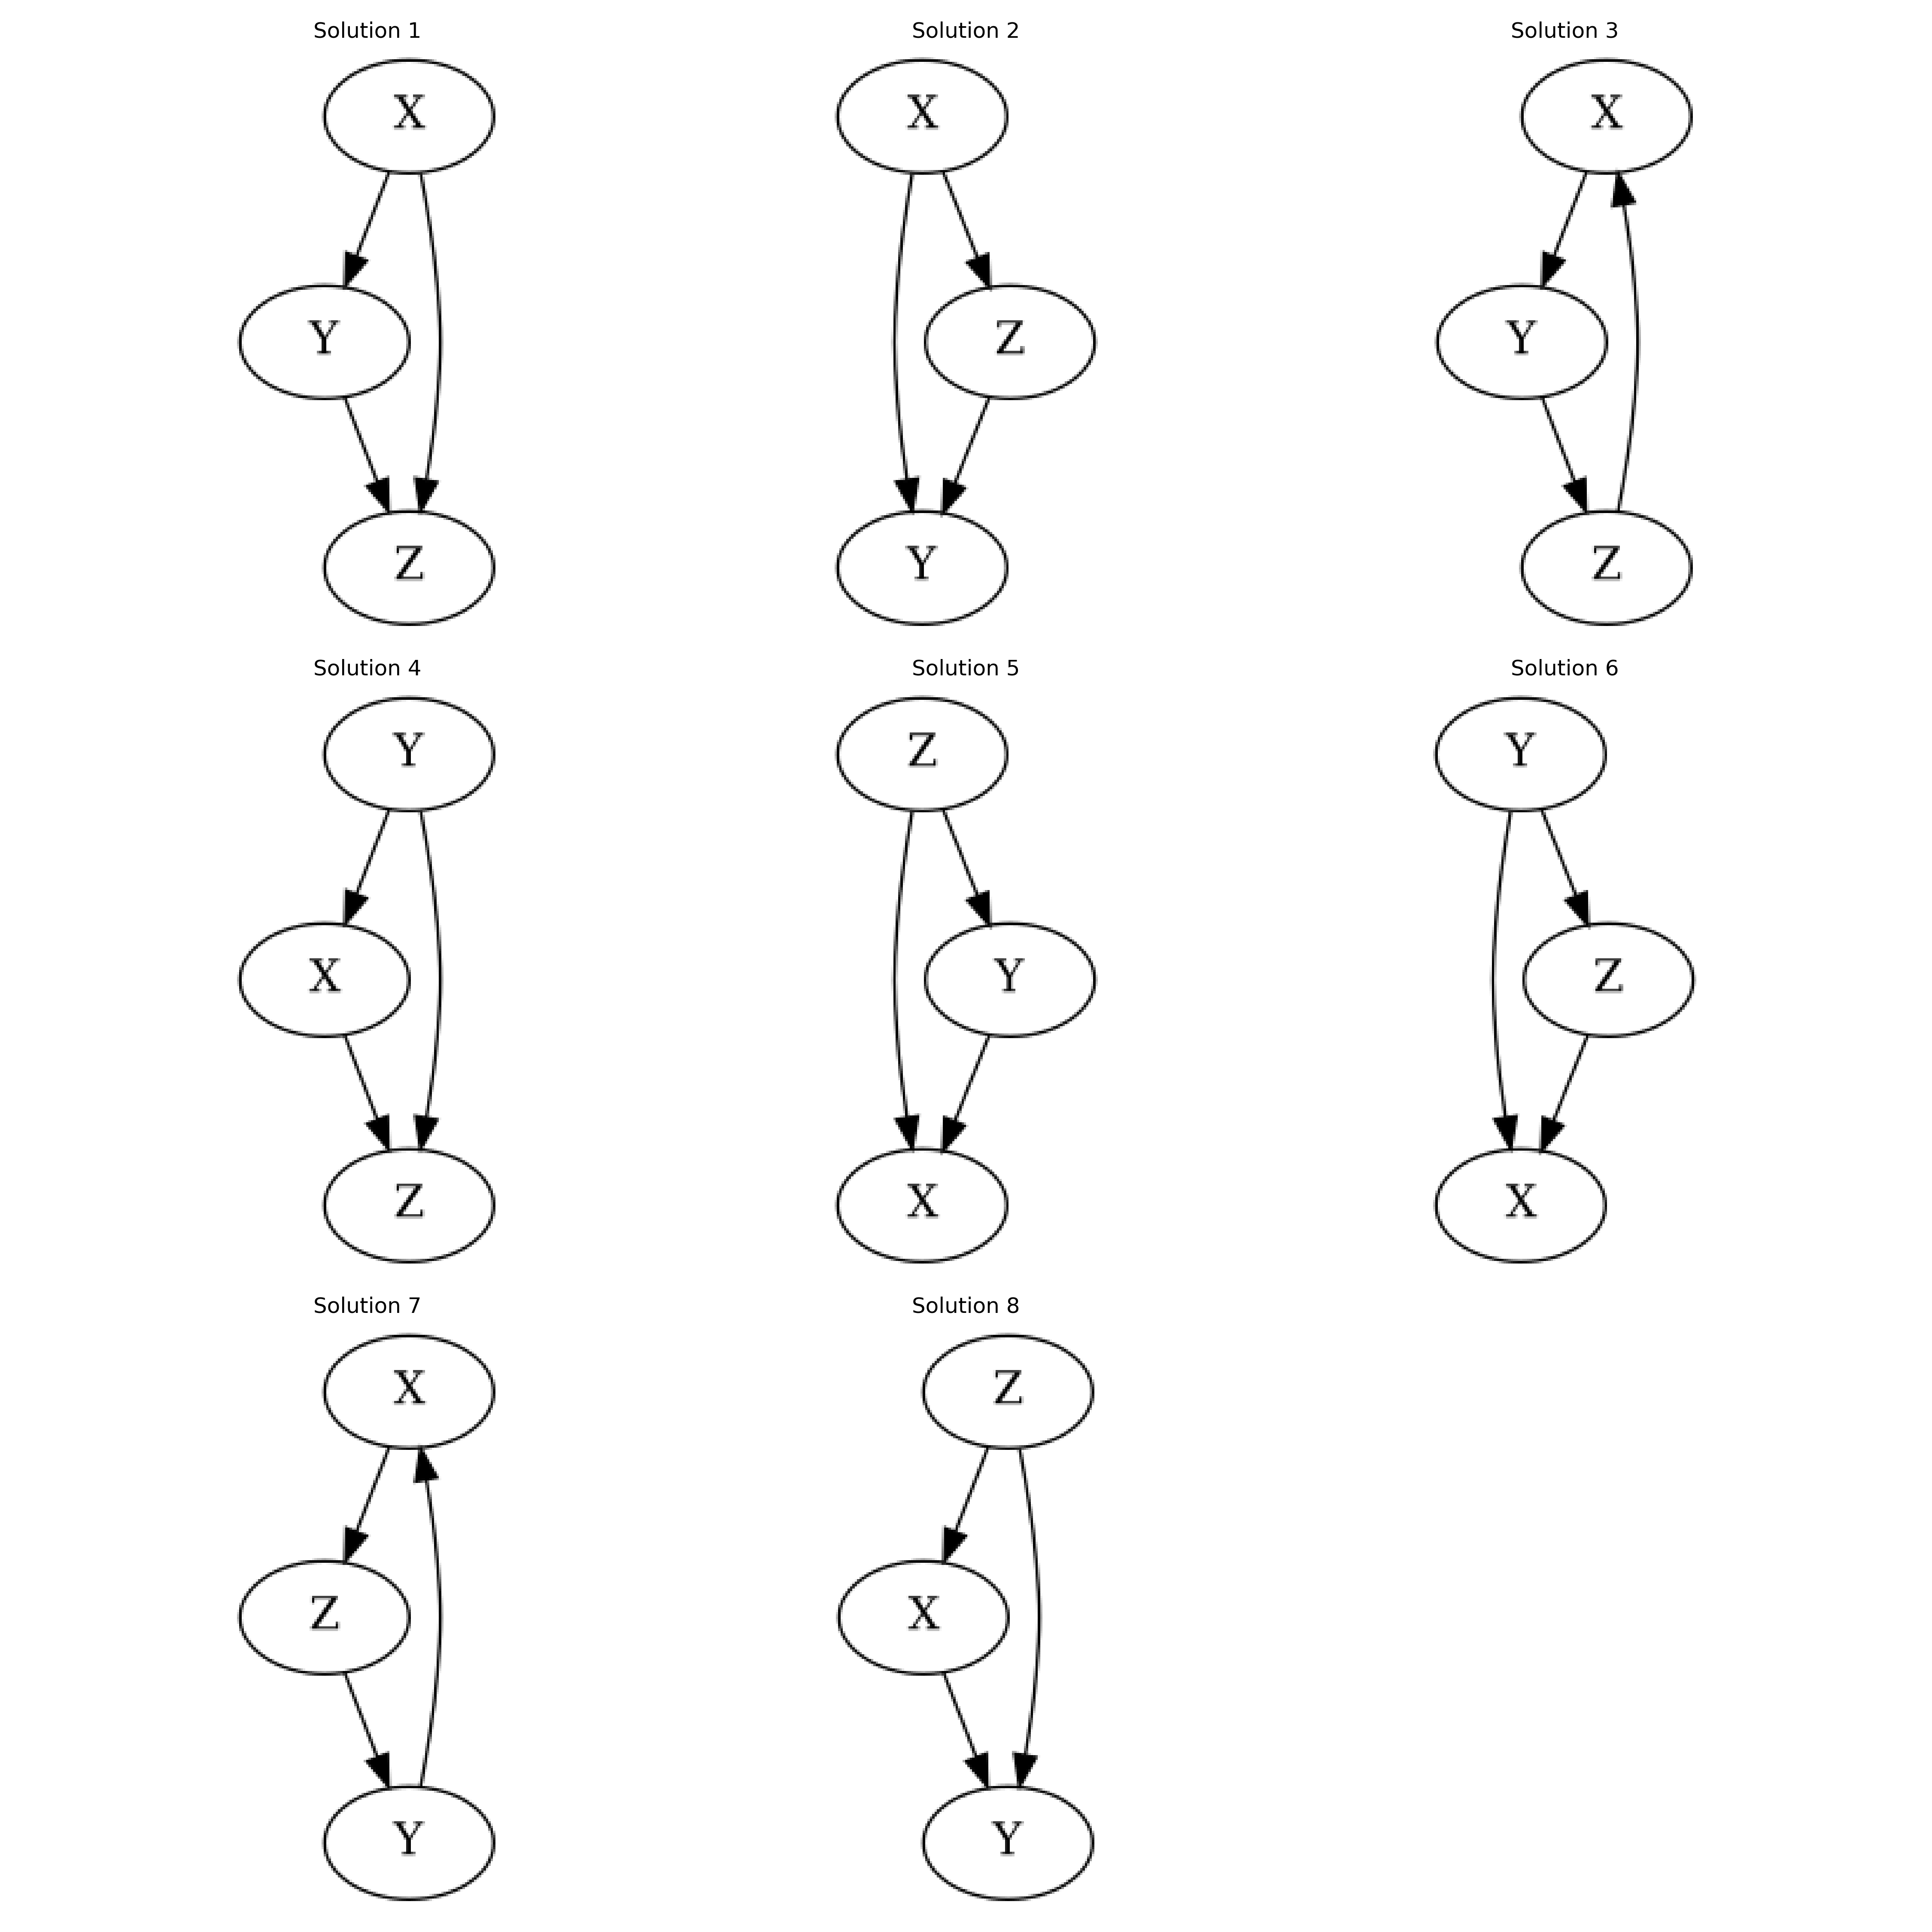 Solution 1
X
Y
Z
Solution 2
X
Z
Y
Solution 3
X
Y
Z
Solution 4
Y
X
Z
Solution 5
Z
Y
X
Solution 6
Y
Z
X
Solution 7
X
Z
Y
Solution 8
Z
X
Y